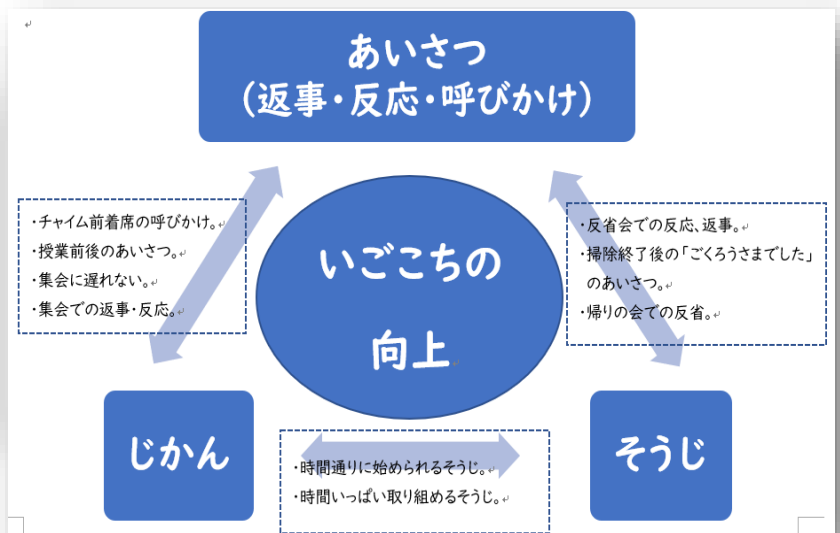 あいさつ
(返事・反応・呼びかけ)
・チャイム前着席の呼びかけ。
・授業前後のあいさつ。
・集会に遅れない。
・集会での返事・反応。
いごこちの
向上
・反省会での反応、返事。
・掃除終了後の「ごくろうさまでした」
のあいさつ。
・帰りの会での反省。
じかん
・時間通りに始められるそうじ。
・時間いっぱい取り組めるそうじ。
そうじ